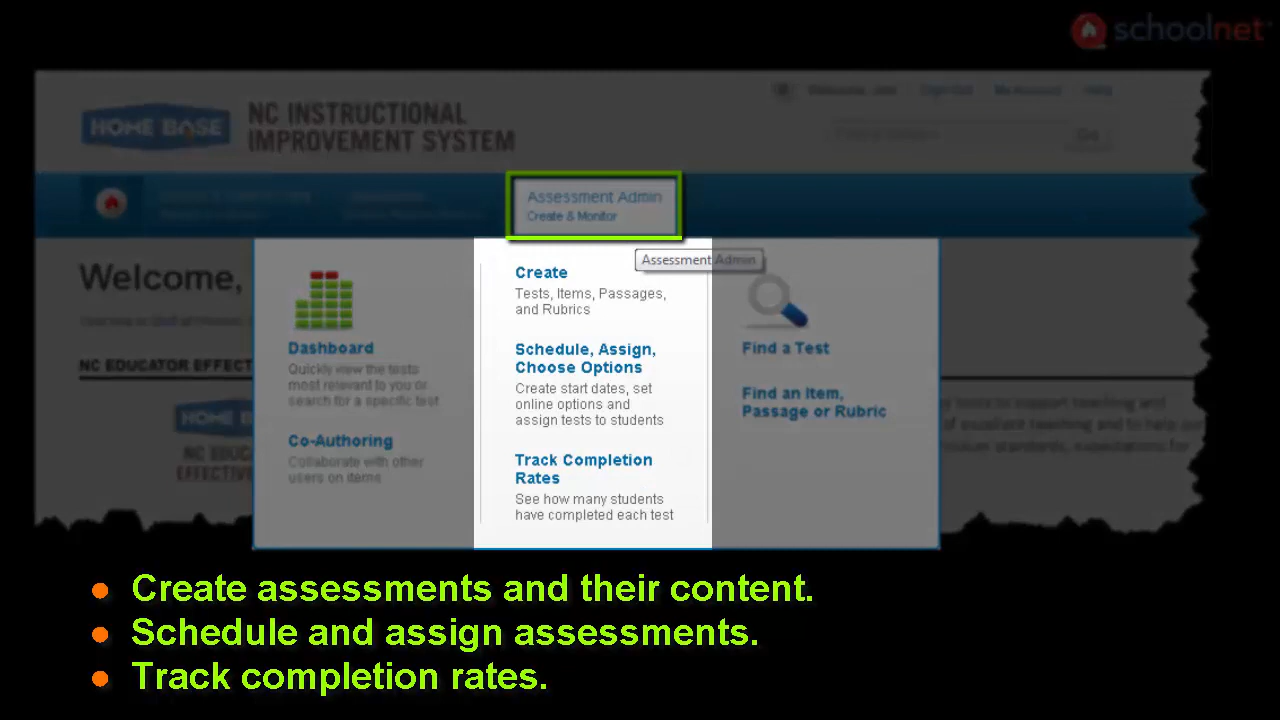 schoolnet
HOME BASE
NC INSTRUCTIONAL
IMPROVEMENT SYSTEM
Assessment Admin
Create & Monitor
Assessment Admin
Welcome,
NC EDUCATOR EFFECT
Dashboard
Quickly view the tests
most relevant to you or
search for a specific test
Co-Authoring
Collaborate with other
users on items
Create
Tests, Items, Passages,
and Rubrics
Schedule, Assign,
Choose Options
Create start dates, set
online options and
assign tests to students
Track Completion
Rates
See how many students
have completed each test
Find a Test
Find an Item,
Passage or Rubric
HOME B
NC EDUC
EFFECTIVE
• Create assessments and their content.
• Schedule and assign assessments.
• Track completion rates.